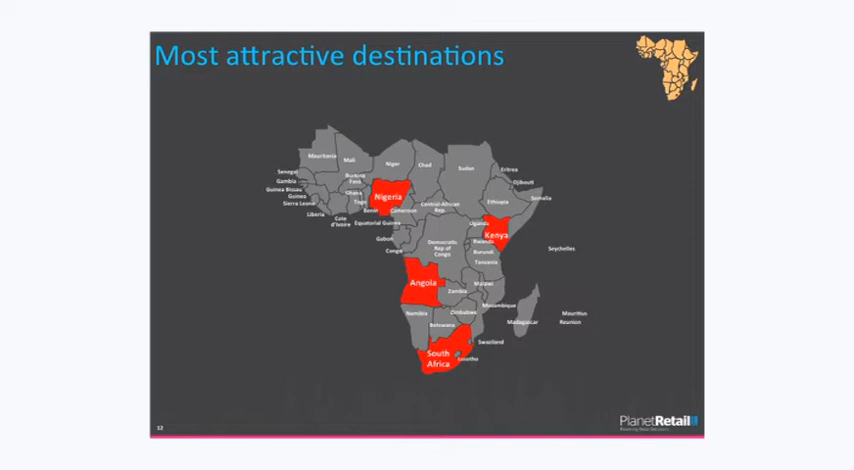 Most attractive destinations
Mauriteria
Mali
Niger
Chad
Sudan
Eritrea
Djibouti
Senegal
Gambia
Guinea Bissau
Guinea
Sierra Leone
Liberia
Burkina
Faso
Ghana
Togo
Benin
Cote
d'Ivoire
Nigeria
Cameroon
Central-African
Rep.
Ethiopia
Somalia
Equatorial Guinea
Gabon
Congo
Democratic
Rep of
Congo
Uganda
Kenya
Rwanda
Burundi
Tanzania
Seychelles
Angola
Zambia
Malawi
Mozambique
Namibia
Zimbabwe
Botswana
Madagascar
Mauritius
Reunion
South
Africa
Swaziland
Lesotho
12
PlanetRetail